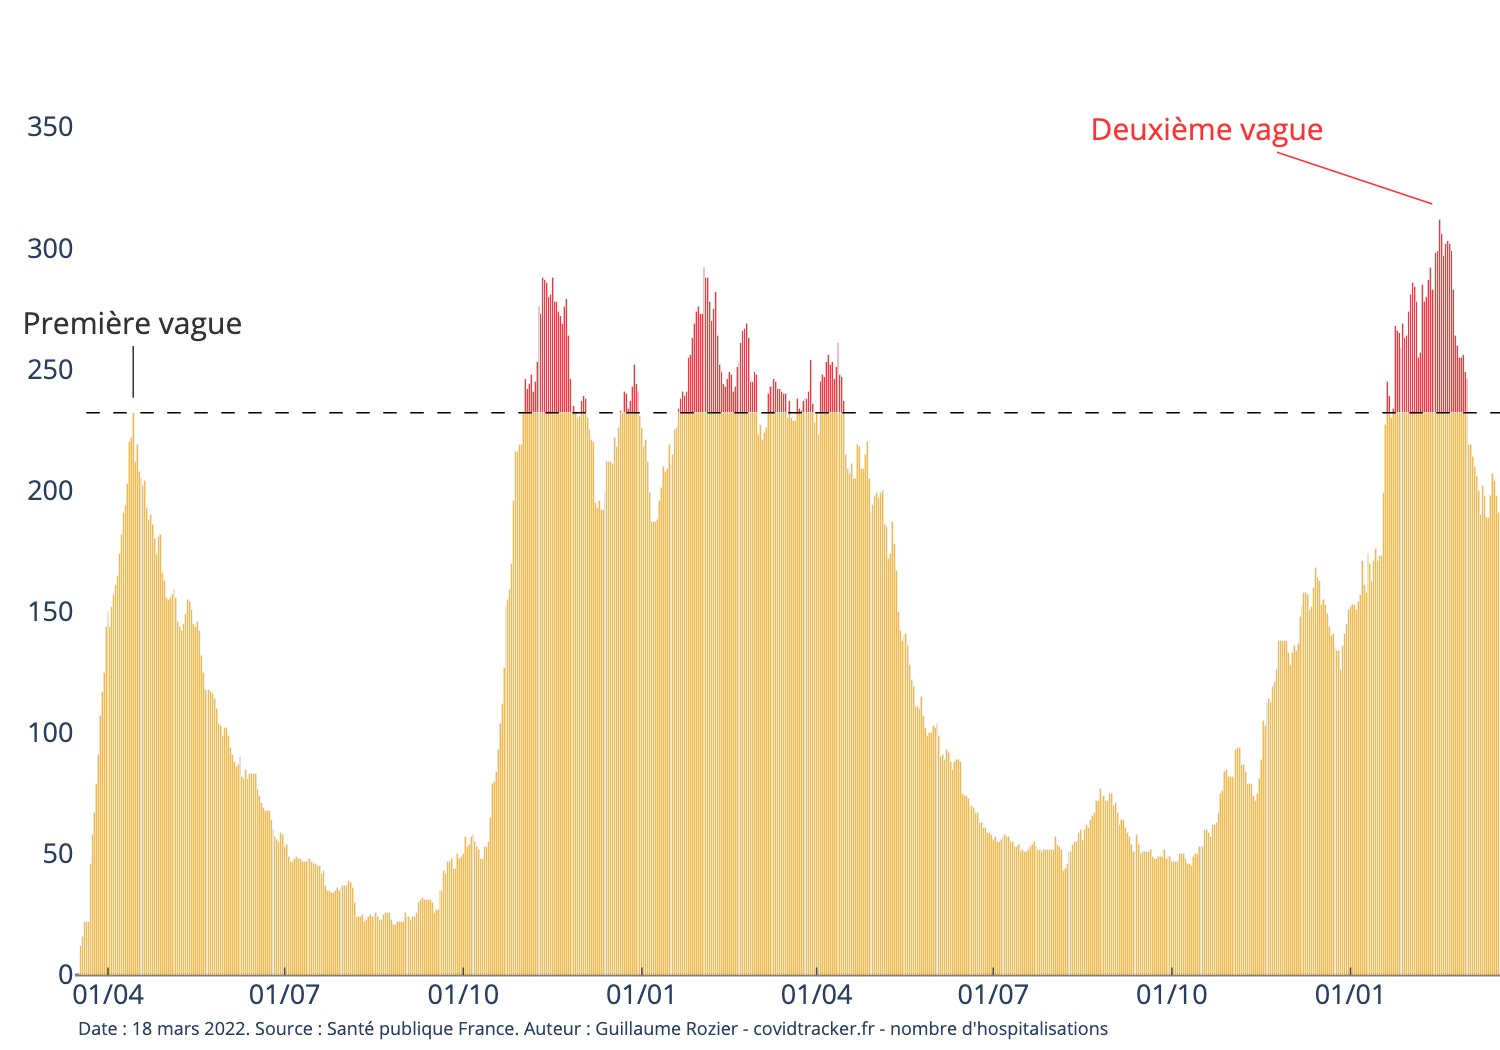 350
Deuxième vague
300
Première vague
250
200
150
100
50
0
01/04 01/07 01/10 01/01 01/04 01/07 01/10 01/01
Date : 18 mars 2022. Source : Santé publique France. Auteur : Guillaume Rozier - covidtracker.fr - nombre d'hospitalisations